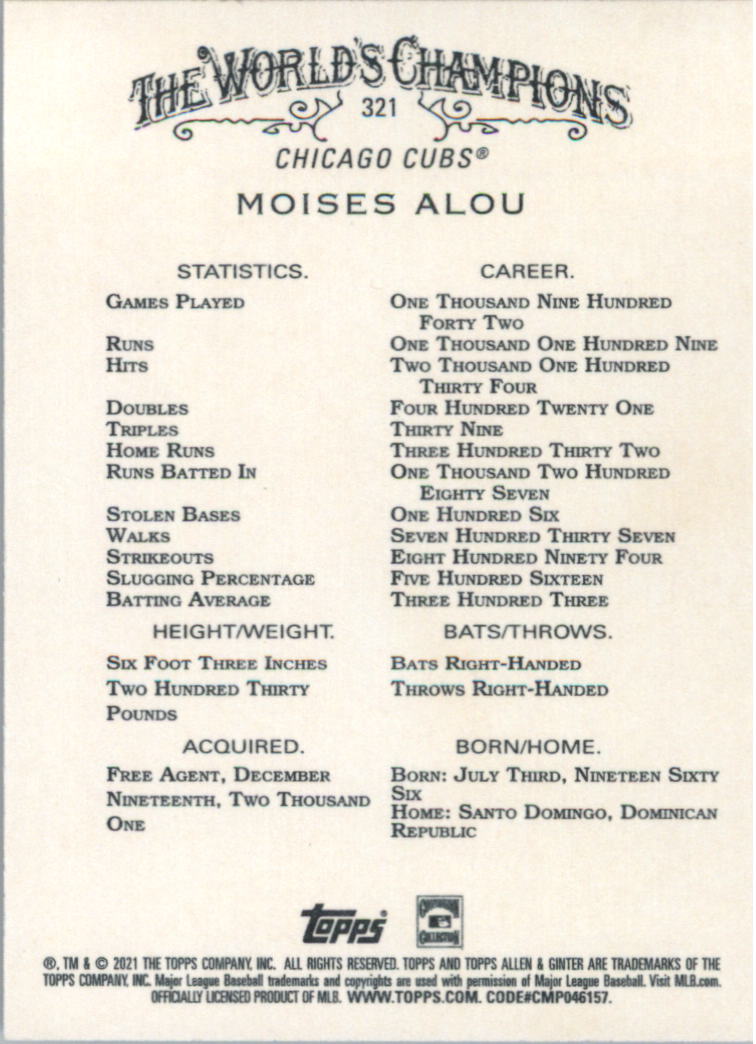 The World's Champions
321
CHICAGO CUBS®
MOISES ALOU
STATISTICS. CAREER.
Games Played One Thousand Nine Hundred
Forty Two
Runs One Thousand One Hundred Nine
Hits Two Thousand One Hundred
Thirty Four
Doubles Four Hundred Twenty One
Triples Thirty Nine
Home Runs Three Hundred Thirty Two
Runs Batted In One Thousand Two Hundred
Eighty Seven
Stolen Bases One Hundred Six
Walks Seven Hundred Thirty Seven
Strikeouts Eight Hundred Ninety Four
Slugging Percentage Five Hundred Sixteen
Batting Average Three Hundred Three
HEIGHT/WEIGHT. BATS/THROWS.
Six Foot Three Inches Bats Right-Handed
Two Hundred Thirty Throws Right-Handed
Pounds
ACQUIRED. BORN/HOME.
Free Agent, December
Nineteenth, Two Thousand
One
Born: July Third, Nineteen Sixty
Six
Home: Santo Domingo, Dominican
Republic
Topps®
Cooperstown
Collection
®, TM & © 2021 THE TOPPS COMPANY, INC. ALL RIGHTS RESERVED. TOPPS AND TOPPS ALLEN & GINTER ARE TRADEMARKS OF THE
TOPPS COMPANY, INC. Major League Baseball trademarks and copyrights are used with permission of Major League Baseball. Visit MLB.com.
OFFICIALLY LICENSED PRODUCT OF MLB. WWW.TOPPS.COM. CODE#CMP046157.